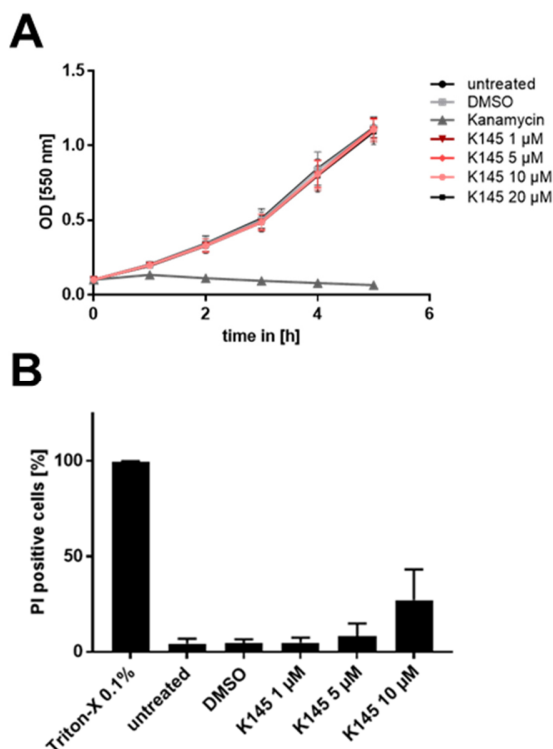 A
1.5
1.0
0.5
0.0
OD [550 nm]
0
2
4
6
time in [h]
untreated
DMSO
Kanamycin
K145 1 µM
K145 5 µM
K145 10 µM
K145 20 µM
B
100
50
0
PI positive cells [%]
Triton-X 0.1%
untreated
DMSO
K145 1 µM
K145 5 µM
K145 10 µM